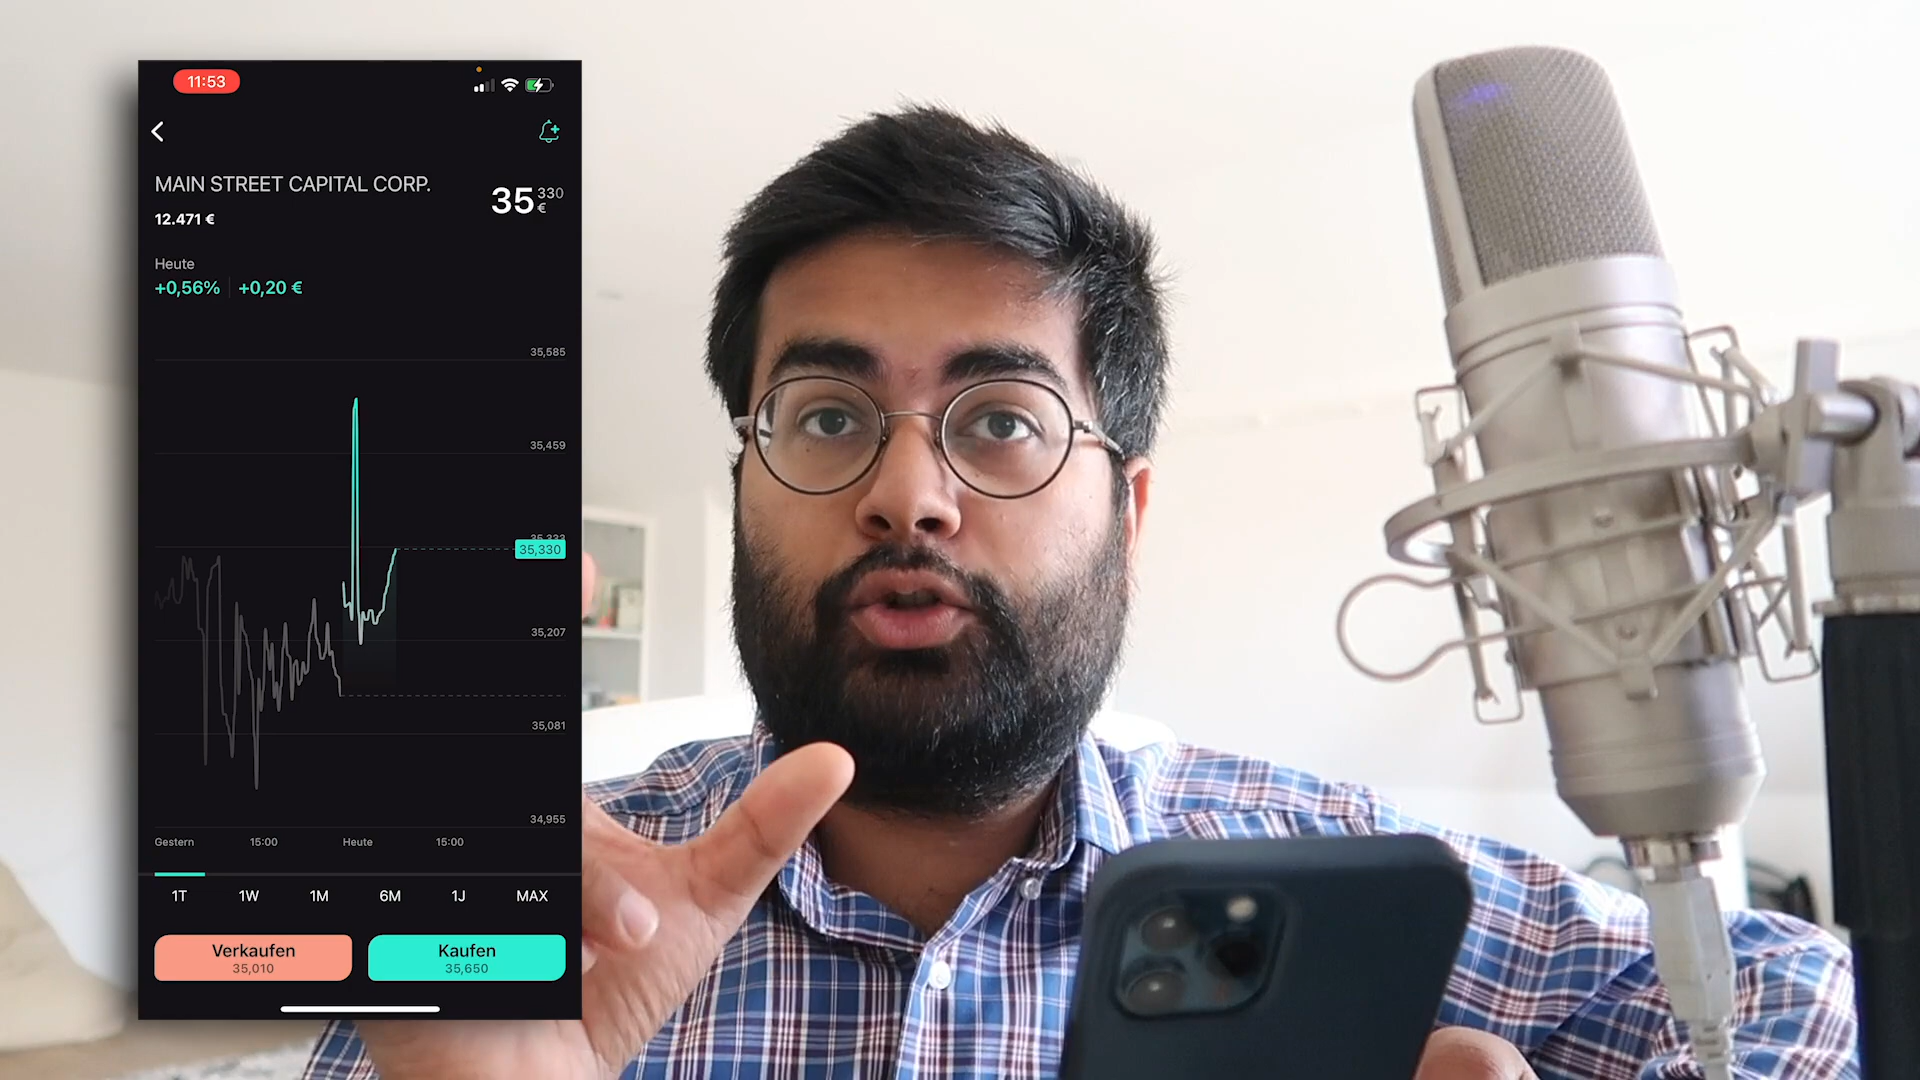 11:53
MAIN STREET CAPITAL CORP.
35 330 €
12.471 €
Heute
+0,56% +0,20 €
35,585
35,459
35,333
35,330
35,207
35,081
34,955
Gestern 15:00 Heute 15:00
1T 1W 1M 6M 1J MAX
Verkaufen Kaufen
35,010 35,650